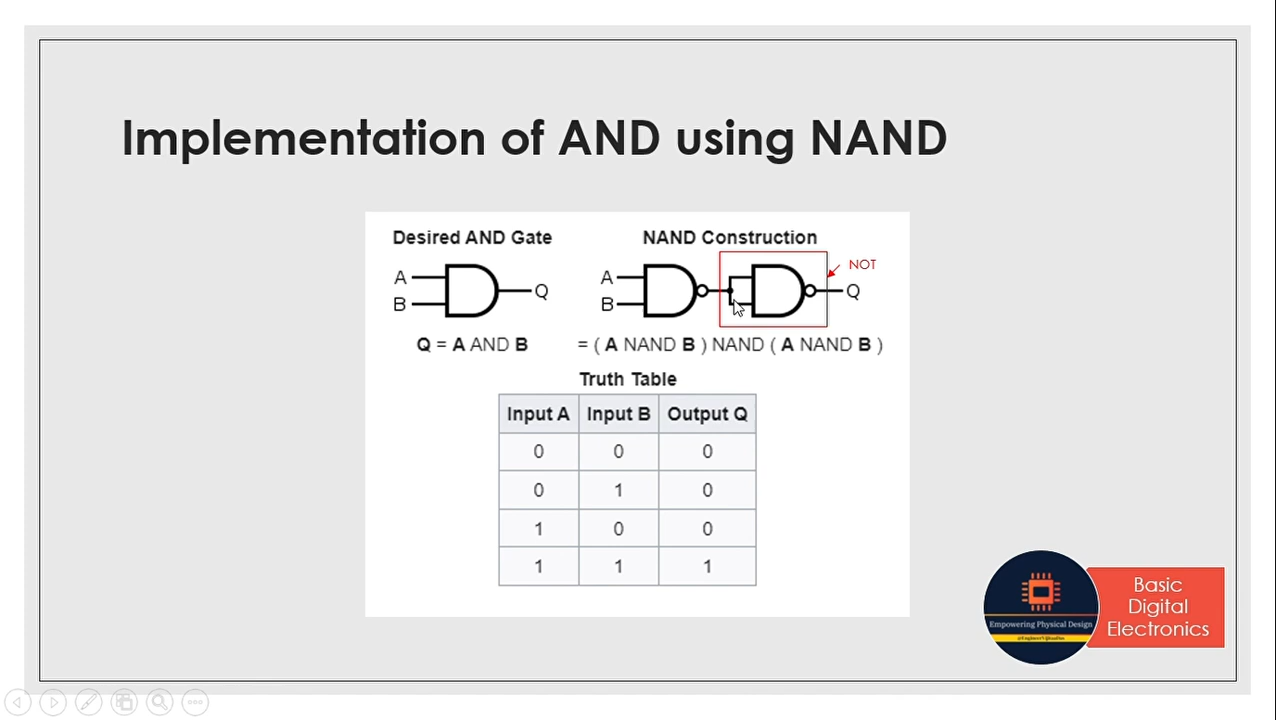 Implementation of AND using NAND
Desired AND Gate
NAND Construction
A
B
Q
A
B
Q
NOT
Q = A AND B
= ( A NAND B ) NAND ( A NAND B )
Truth Table
Input A Input B Output Q
0 0 0
0 1 0
1 0 0
1 1 1
Empowering Physical Design
Basic
Digital
Electronics